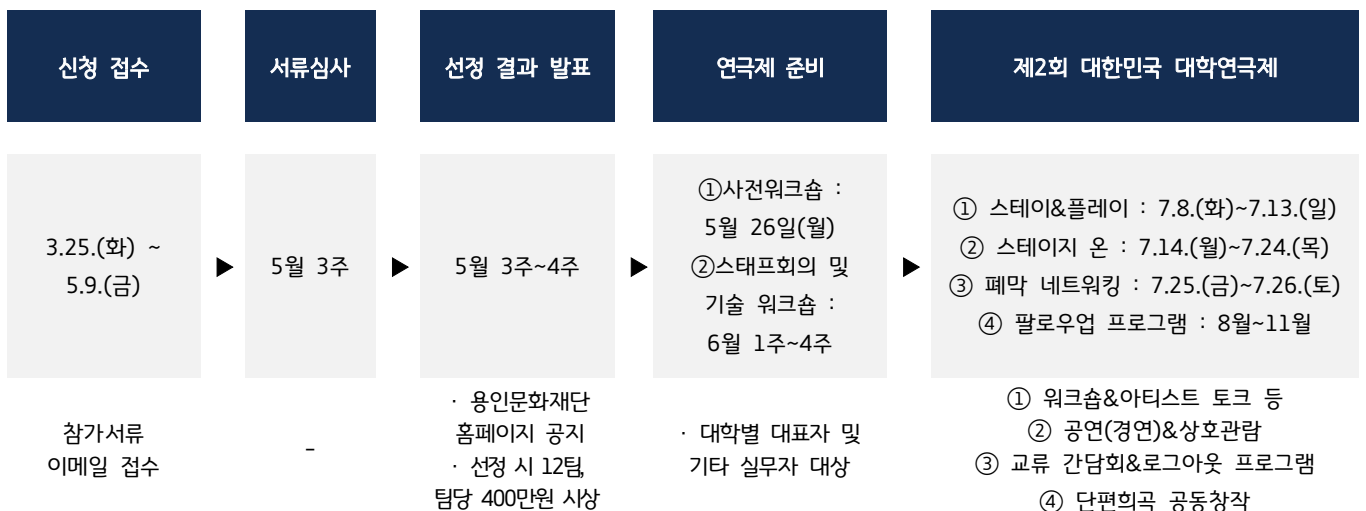 신청 접수
서류심사
선정 결과 발표
연극제 준비
제2회 대한민국 대학연극제
3.25.(화) ~
5.9.(금)
▶
5월 3주
▶
5월 3주~4주
▶
①사전워크숍 :
5월 26일(월)
②스태프회의 및
기술 워크숍 :
6월 1주~4주
▶
① 스테이&플레이 : 7.8.(화)~7.13.(일)
② 스테이지 온 : 7.14.(월)~7.24.(목)
③ 폐막 네트워킹 : 7.25.(금)~7.26.(토)
④ 팔로우업 프로그램 : 8월~11월
참가서류
이메일 접수
-
· 용인문화재단
홈페이지 공지
· 선정 시 12팀,
팀당 400만원 시상
· 대학별 대표자 및
기타 실무자 대상
① 워크숍&아티스트 토크 등
② 공연(경연)&상호관람
③ 교류 간담회&로그아웃 프로그램
④ 단편희곡 공동창작